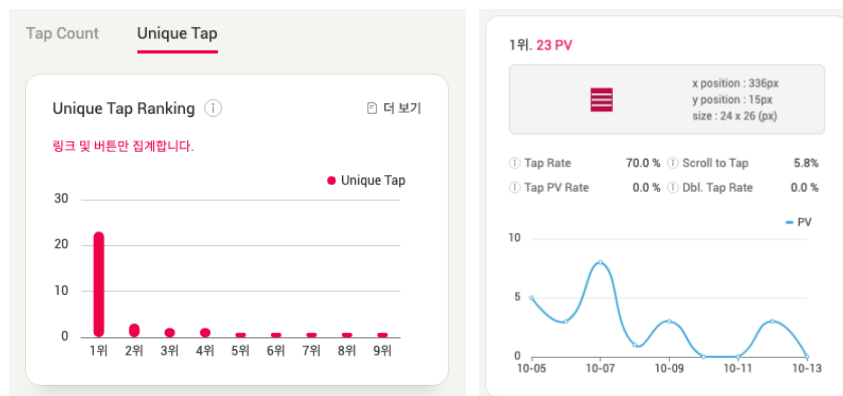 Tap Count
Unique Tap
Unique Tap Ranking
더 보기
링크 및 버튼만 집계합니다.
Unique Tap
30
20
10
0
1위 2위 3위 4위 5위 6위 7위 8위 9위
1위. 23 PV
x position : 336px
y position : 15px
size : 24 x 26 (px)
Tap Rate 70.0 % Scroll to Tap 5.8%
Tap PV Rate 0.0 % Dbl. Tap Rate 0.0 %
PV
10
5
0
10-05 10-07 10-09 10-11 10-13